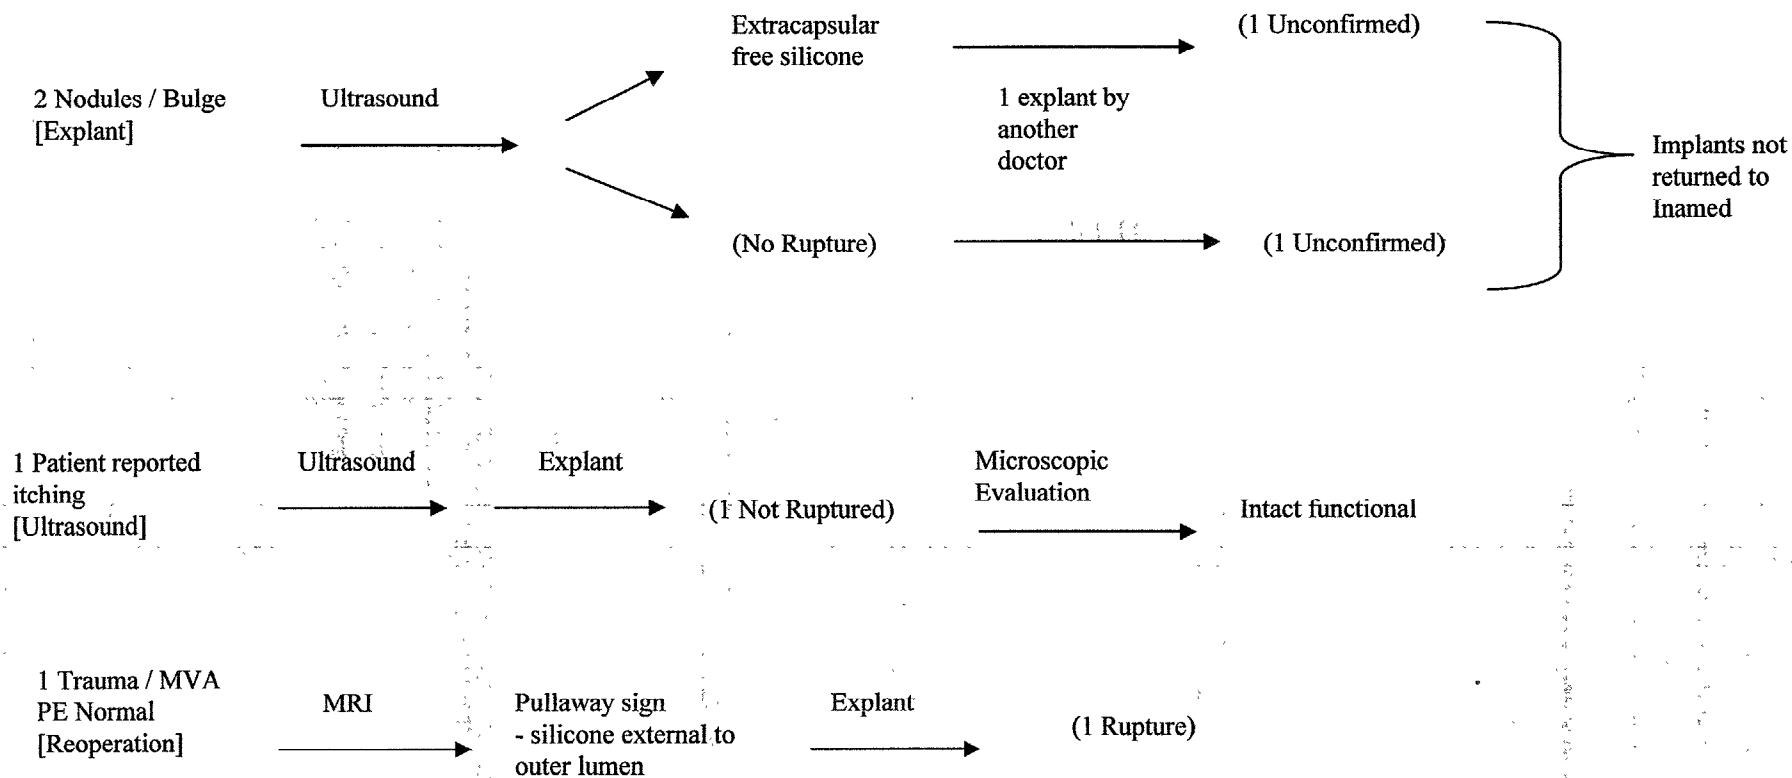 Extracapsular
free silicone
(1 Unconfirmed)
2 Nodules / Bulge
[Explant]
Ultrasound
1 explant by
another
doctor
Implants not
returned to
Inamed
(No Rupture)
(1 Unconfirmed)
1 Patient reported
itching
[Ultrasound]
Ultrasound
Explant
(1 Not Ruptured)
Microscopic
Evaluation
Intact functional
1 Trauma / MVA
PE Normal
[Reoperation]
MRI
Pullaway sign
- silicone external to
outer lumen
Explant
(1 Rupture)